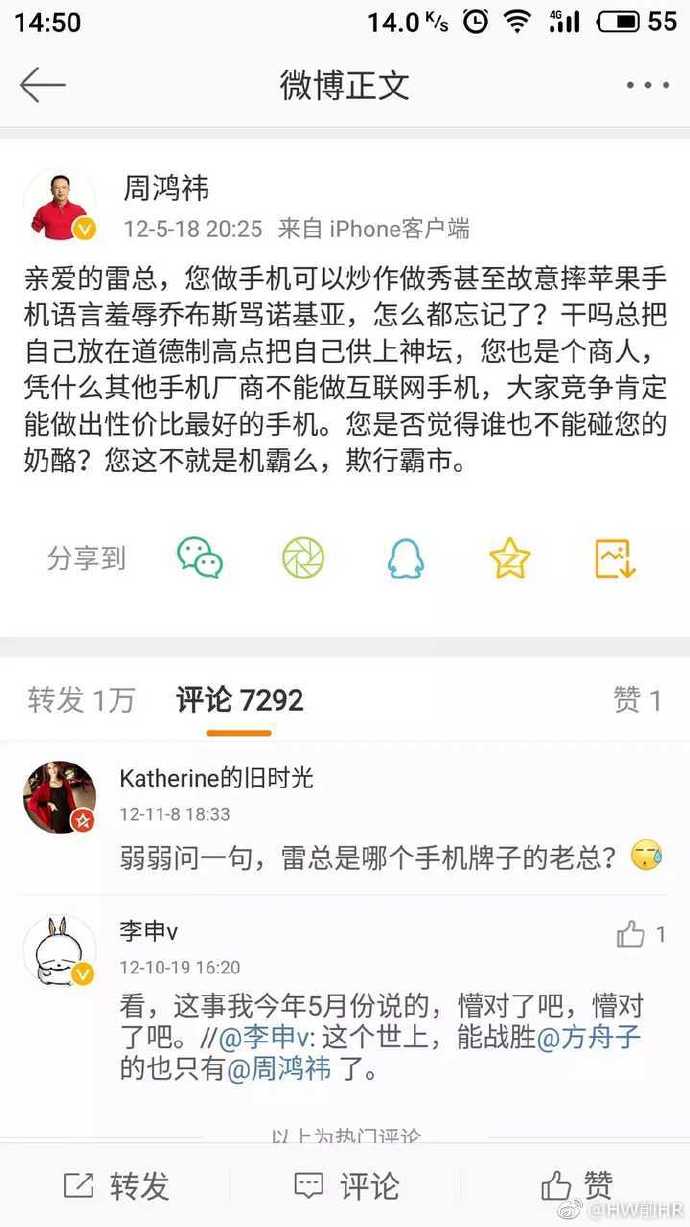 14:50 14.0 K/s 4G 55
微博正文
周鸿祎
12-5-18 20:25 来自 iPhone客户端
亲爱的雷总，您做手机可以炒作做秀甚至故意摔苹果手
机语言羞辱乔布斯骂诺基亚，怎么都忘记了？干吗总把
自己放在道德制高点把自己供上神坛，您也是个商人，
凭什么其他手机厂商不能做互联网手机，大家竞争肯定
能做出性价比最好的手机。您是否觉得谁也不能碰您的
奶酪？您这不就是机霸么，欺行霸市。
分享到
转发 1万 评论 7292 赞 1
Katherine的旧时光
12-11-8 18:33
弱弱问一句，雷总是哪个手机牌子的老总？
李申v 1
12-10-19 16:20
看，这事我今年5月份说的，懵对了吧，懵对
了吧。//@李申v: 这个世上，能战胜@方舟子
的也只有@周鸿祎 了。
以上为热门评论
转发 评论 赞
@HW前HR